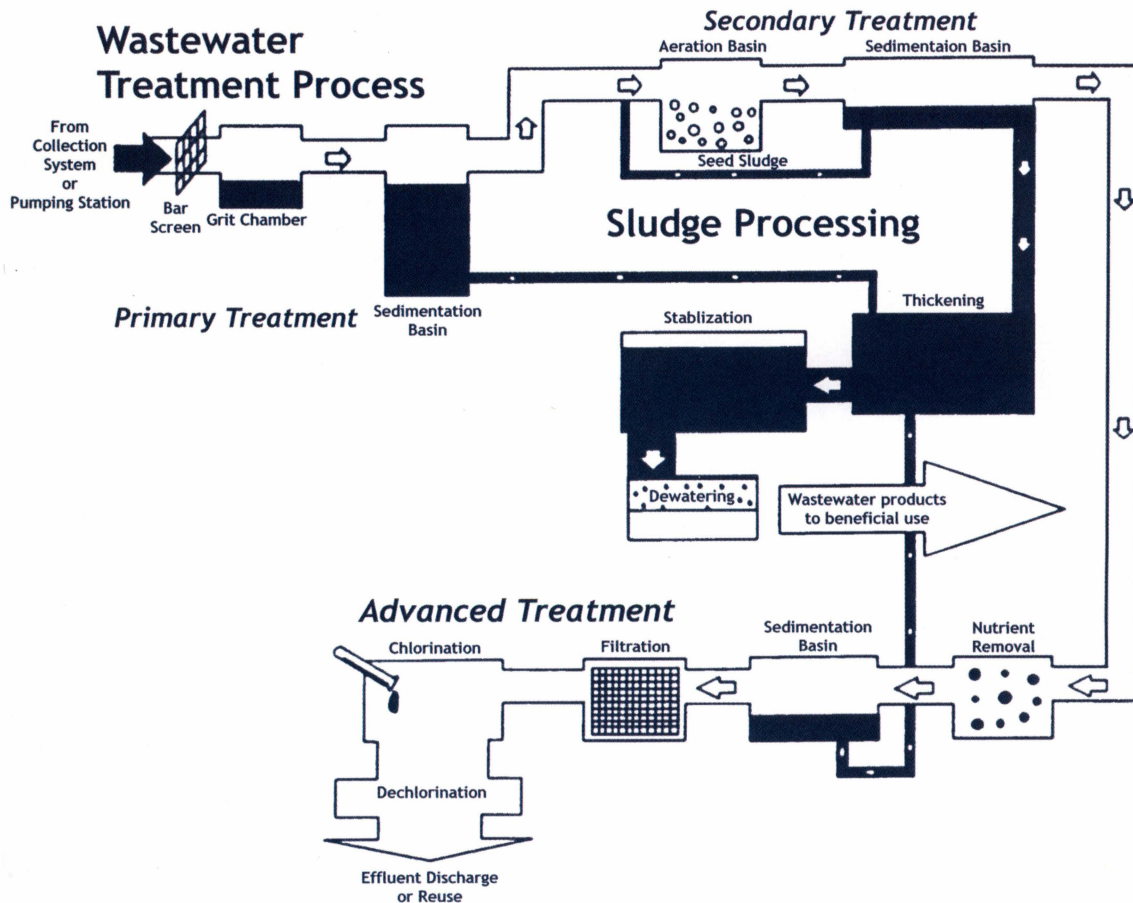 Wastewater
Treatment Process
From
Collection
System
or
Pumping Station
Bar
Screen
Grit Chamber
Primary Treatment
Sedimentation
Basin
Secondary Treatment
Aeration Basin
Sedimentaion Basin
Seed Sludge
Sludge Processing
Thickening
Stablization
Dewatering
Wastewater products
to beneficial use
Advanced Treatment
Chlorination
Filtration
Sedimentation
Basin
Nutrient
Removal
Dechlorination
Effluent Discharge
or Reuse